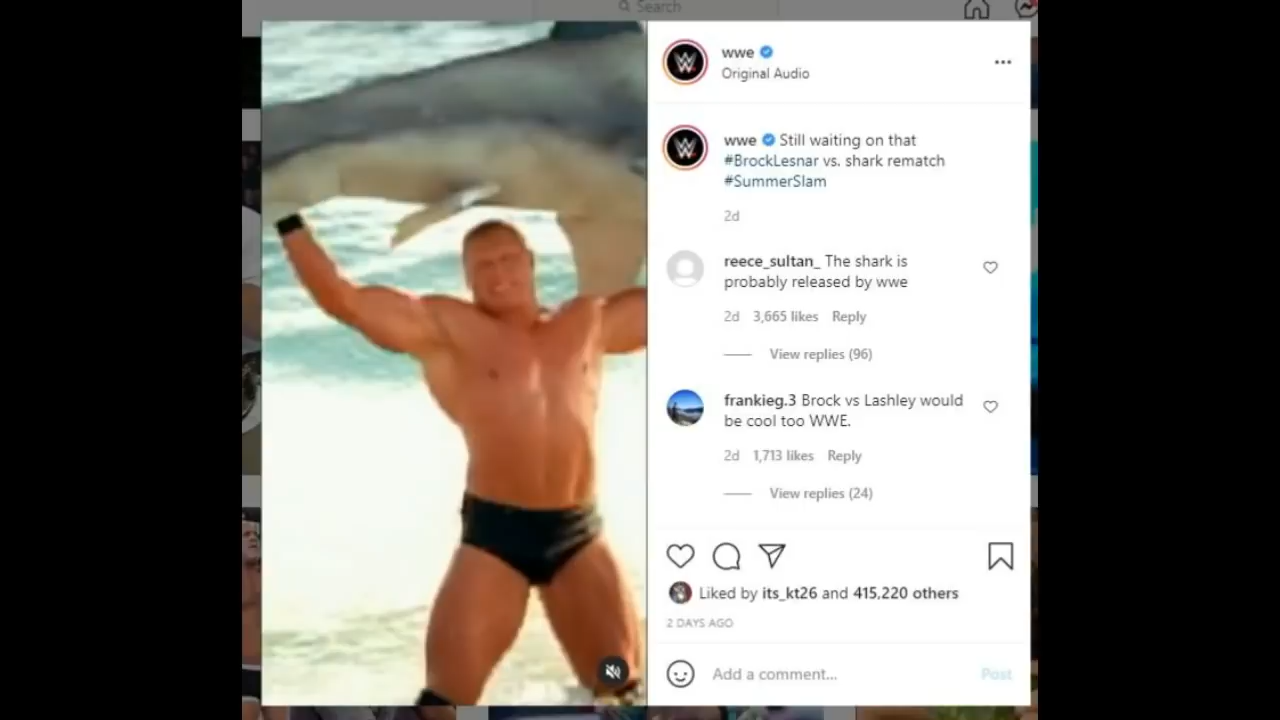 Search
wwe
Original Audio
wwe Still waiting on that
#BrockLesnar vs. shark rematch
#SummerSlam
2d
reece_sultan_ The shark is
probably released by wwe
2d 3,665 likes Reply
View replies (96)
frankieg.3 Brock vs Lashley would
be cool too WWE.
2d 1,713 likes Reply
View replies (24)
Liked by its_kt26 and 415,220 others
2 DAYS AGO
Add a comment... Post